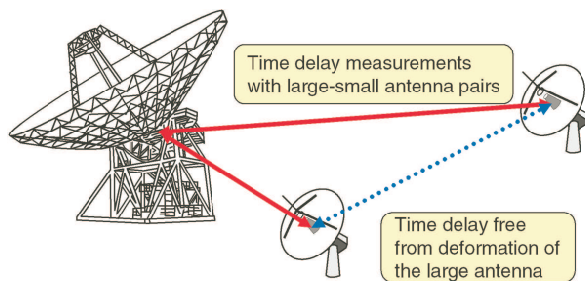 Time delay measurements
with large-small antenna pairs
Time delay free
from deformation of
the large antenna